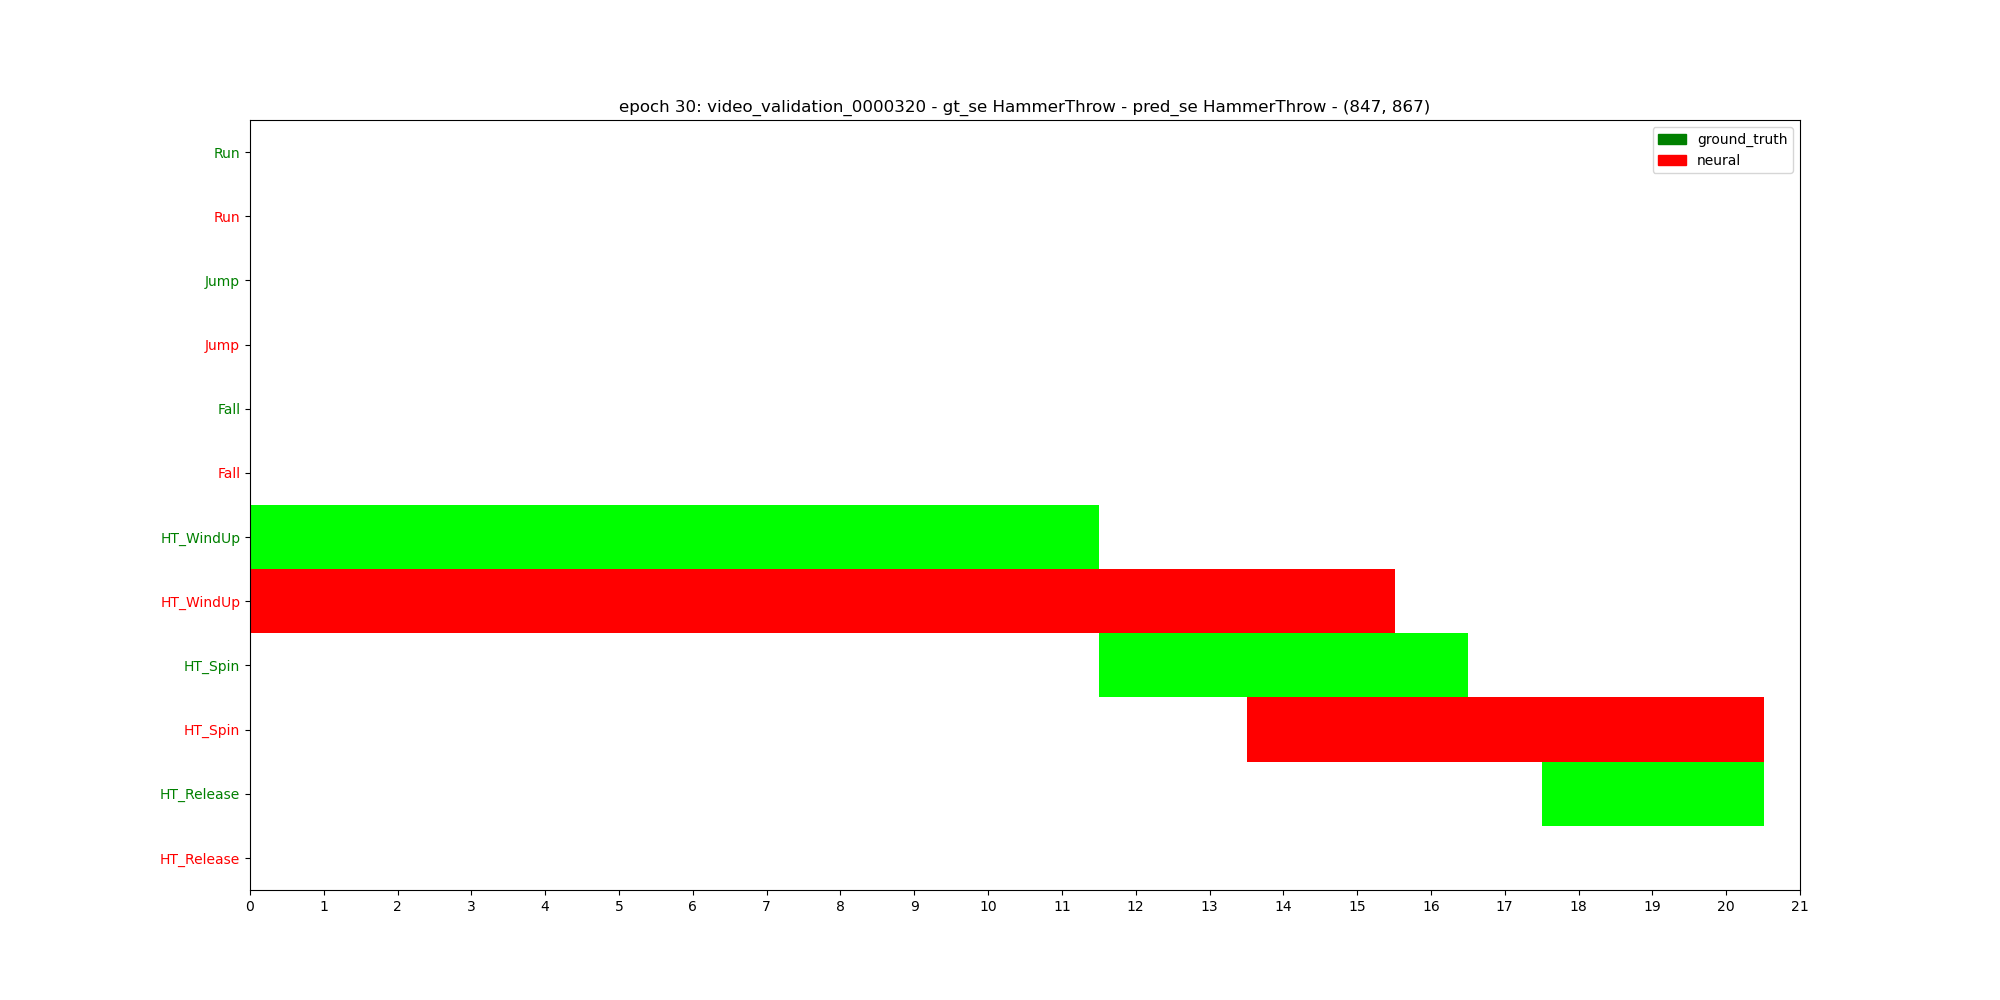 epoch 30: video_validation_0000320 - gt_se HammerThrow - pred_se HammerThrow - (847, 867)
ground_truth
neural
Run
Run
Jump
Jump
Fall
Fall
HT_WindUp
HT_WindUp
HT_Spin
HT_Spin
HT_Release
HT_Release
0 1 2 3 4 5 6 7 8 9 10 11 12 13 14 15 16 17 18 19 20 21